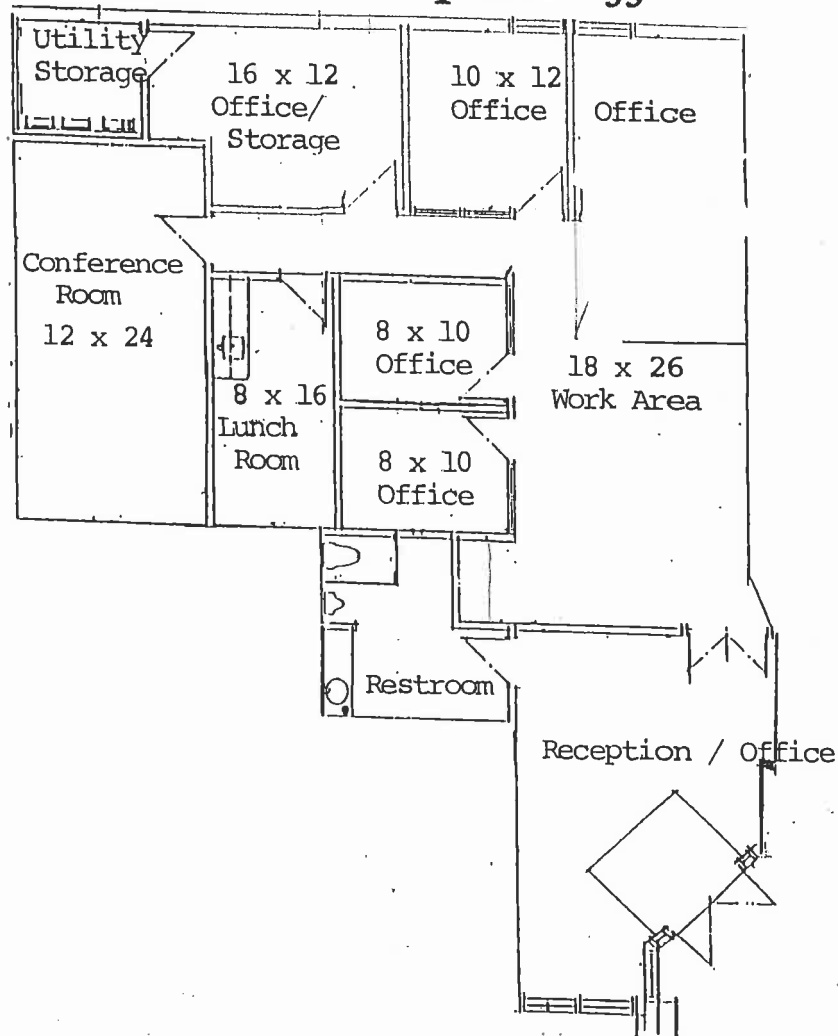 Utility
Storage
16 x 12
Office/
Storage
10 x 12
Office
Office
Conference
Room
12 x 24
8 x 16
Lunch
Room
8 x 10
Office
8 x 10
Office
18 x 26
Work Area
Restroom
Reception / Office